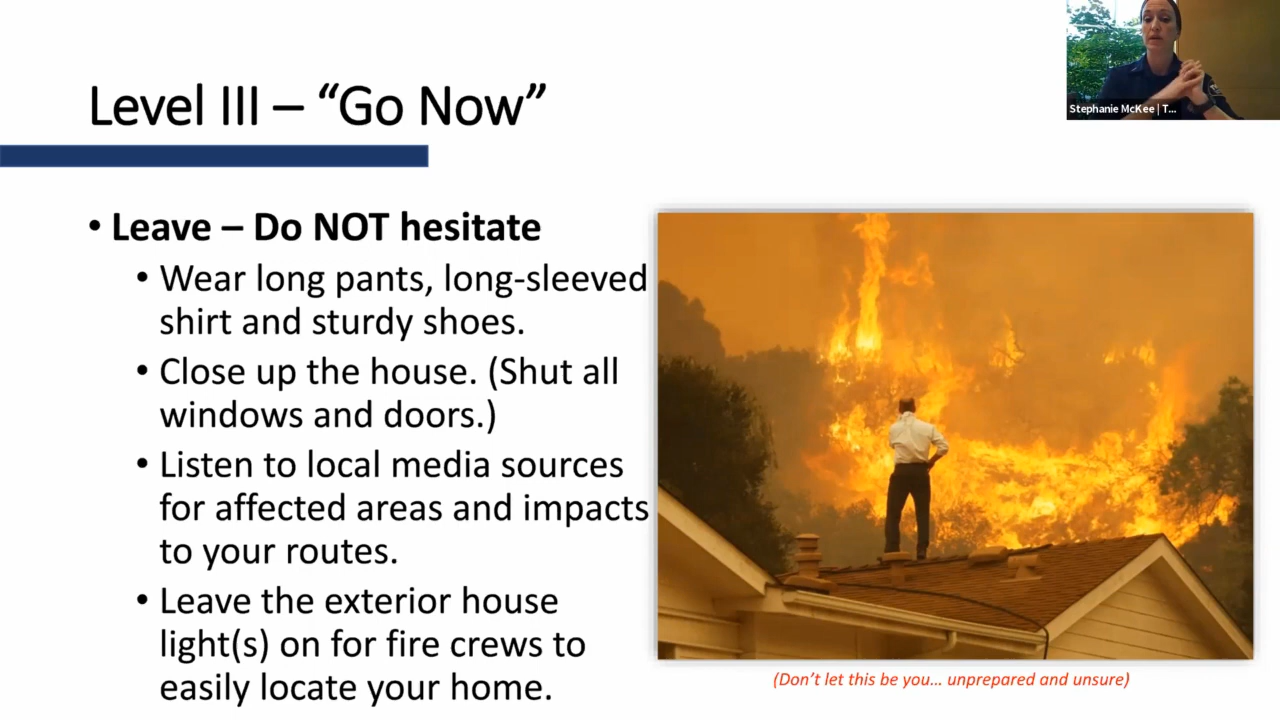 Level III – “Go Now”
Stephanie McKee | T...
• Leave – Do NOT hesitate
• Wear long pants, long-sleeved
shirt and sturdy shoes.
• Close up the house. (Shut all
windows and doors.)
• Listen to local media sources
for affected areas and impacts
to your routes.
• Leave the exterior house
light(s) on for fire crews to
easily locate your home.
(Don’t let this be you... unprepared and unsure)